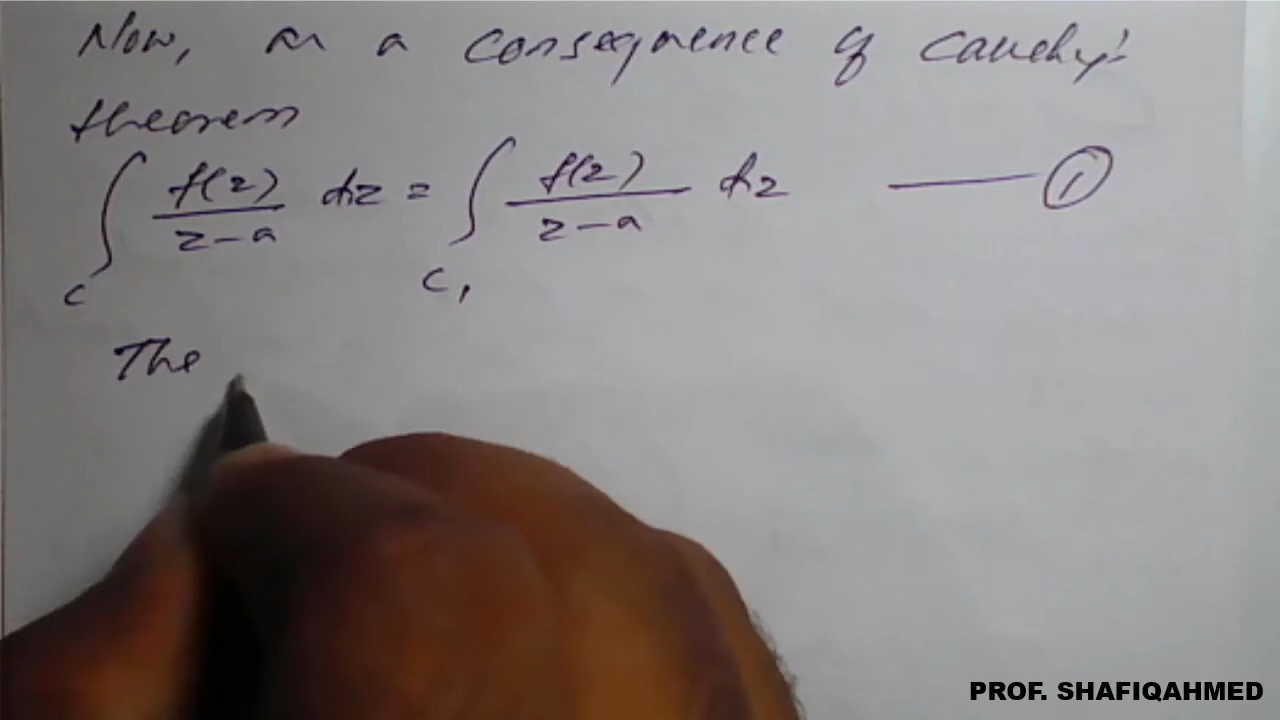 Now, as a consequence of Cauchy's
theorem
∫_C f(z)/(z-a) dz = ∫_C₁ f(z)/(z-a) dz —— ①
The
PROF. SHAFIQAHMED